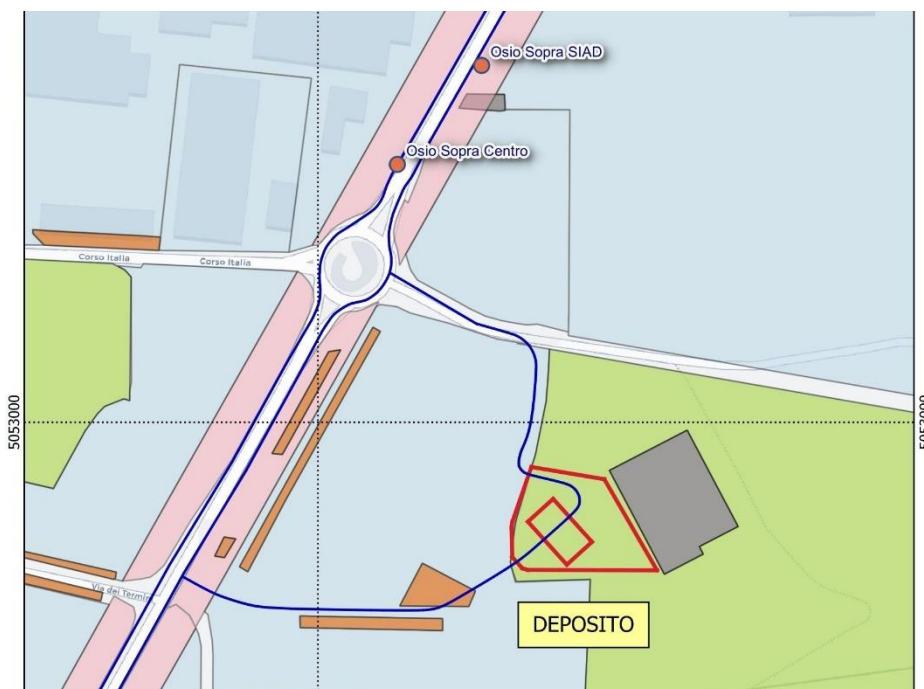 Osio Sopra SIAD
Osio Sopra Centro
Corso Italia
Corso Italia
5053000
5053000
Via dei Termini
DEPOSITO